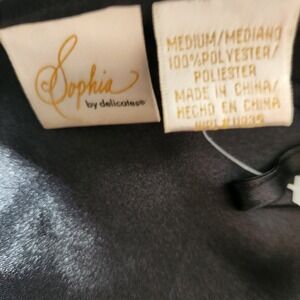 Sophia
by delicates®
MEDIUM/MEDIANO
100%POLYESTER/
POLIESTER
MADE IN CHINA/
HECHO EN CHINA